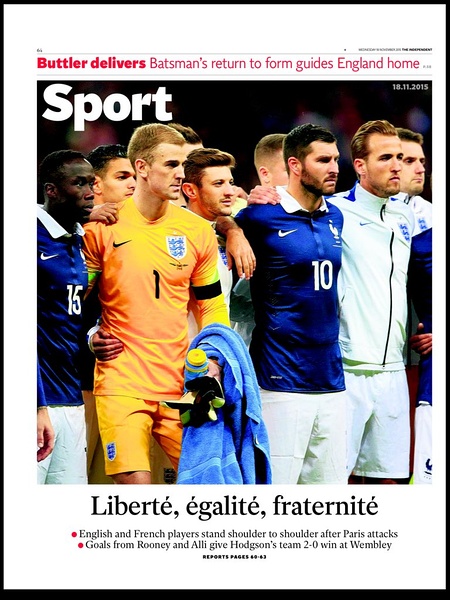 64
WEDNESDAY 18 NOVEMBER 2015 THE INDEPENDENT
Buttler delivers Batsman's return to form guides England home
Sport
18.11.2015
1
15
10
Liberté, égalité, fraternité
English and French players stand shoulder to shoulder after Paris attacks
Goals from Rooney and Alli give Hodgson's team 2-0 win at Wembley
REPORTS PAGES 60-63